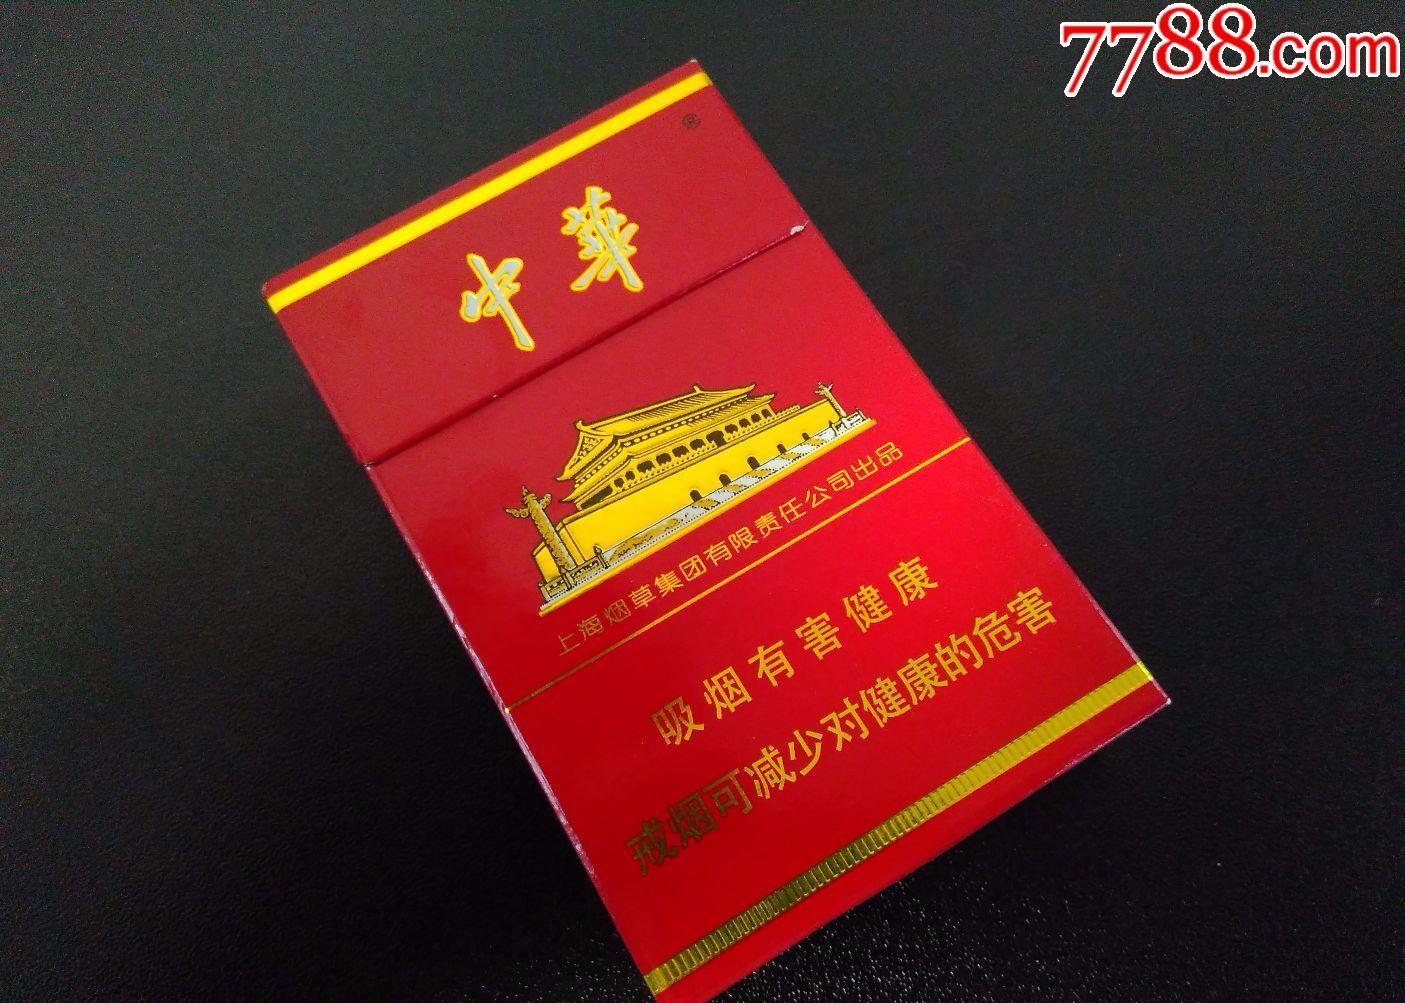 7788.com
®
中華
上海烟草集团有限责任公司出品
吸烟有害健康
戒烟可减少对健康的危害